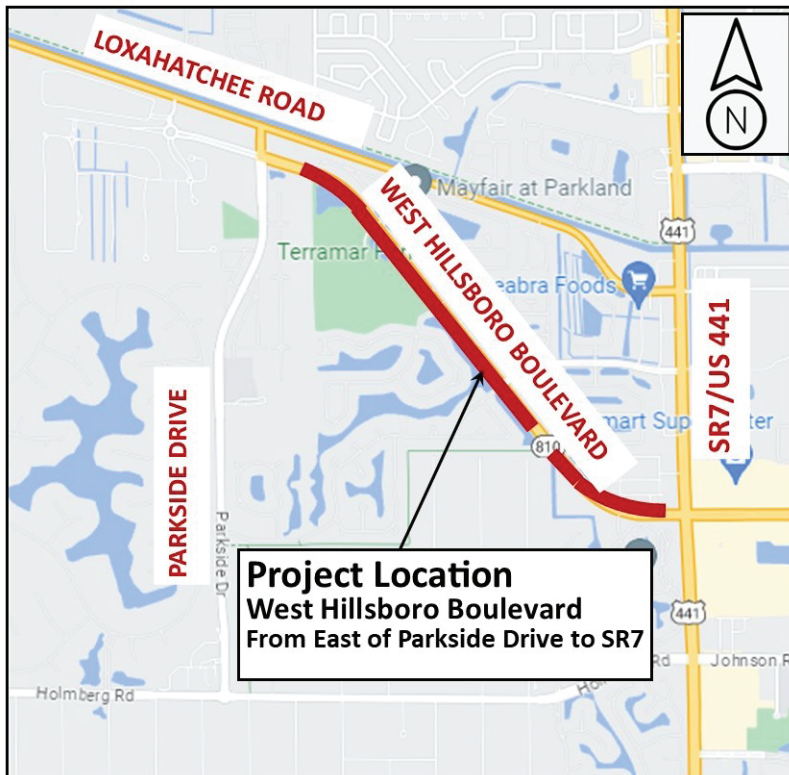 LOXAHATCHEE ROAD
N
Mayfair at Parkland
WEST HILLSBORO BOULEVARD
441
Terramar
Foods
SR7/US 441
PARKSIDE DRIVE
810
Parkside Dr
441
Project Location
West Hillsboro Boulevard
From East of Parkside Drive to SR7
Rd
Johnson
Holmberg Rd